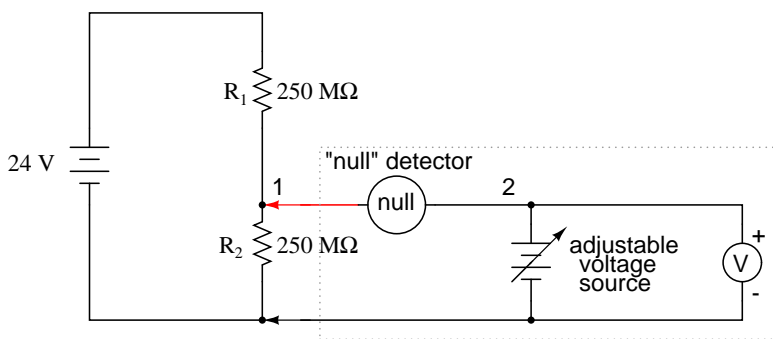 R1 250 MΩ
24 V
"null" detector
1
null
2
R2 250 MΩ
adjustable
voltage
source
+
V
-